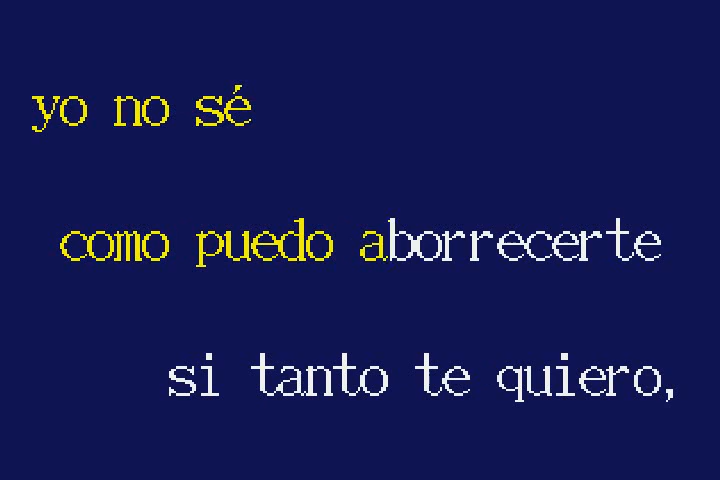 yo no sé
como puedo aborrecerte
si tanto te quiero,